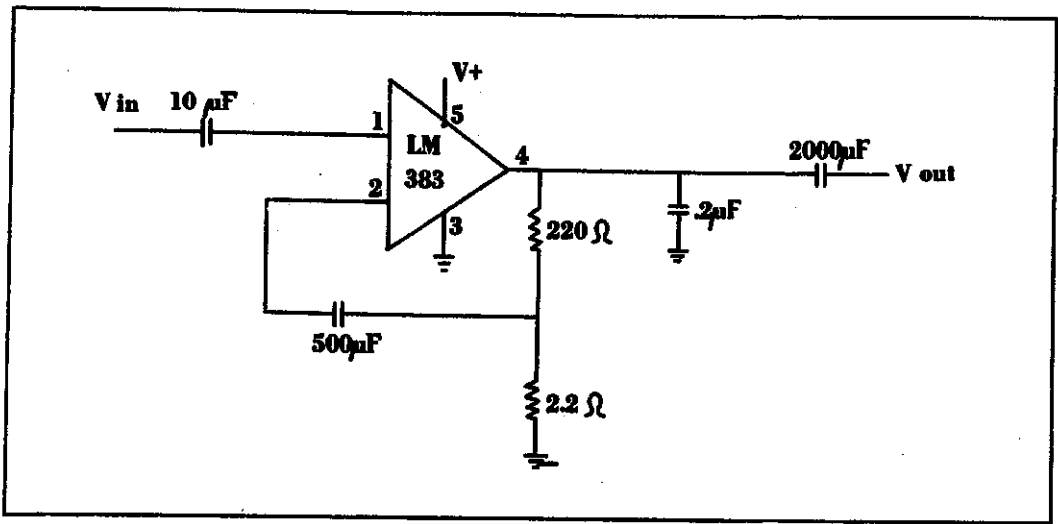 V in
10 µF
V+
5
1
LM
383
2
3
4
220 Ω
.2µF
2000µF
V out
500µF
2.2 Ω